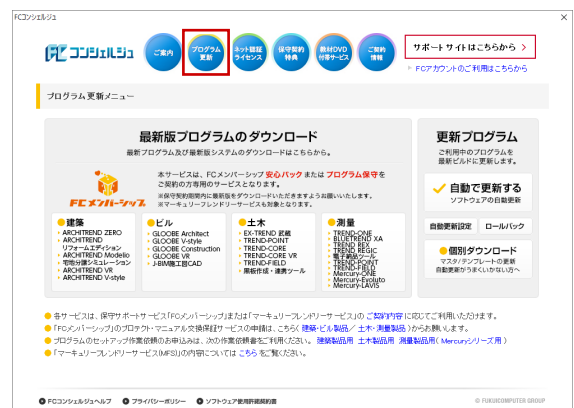 FCコンシェルジュ
FC コンシェルジュ
ご案内
プログラム
更新
ネット認証
ライセンス
保守契約
特典
教材DVD
付帯サービス
ご契約
情報
サポートサイトはこちらから >
FCアカウントのご利用はこちらから
プログラム更新メニュー
最新版プログラムのダウンロード
最新プログラム及び最新版システムのダウンロードはこちらから。
FCメンバーシップ
本サービスは、FCメンバーシップ 安心パック または プログラム保守を
ご契約の方専用のサービスとなります。
※保守契約期間内に最新版をダウンロードいただきますようお願いいたします。
※マーキュリーフレンドリーサービスも対象となります。
建築
ARCHITREND ZERO
ARCHITREND
リフォームエディション
ARCHITREND Modelio
宅地分譲シミュレーション
ARCHITREND VR
ARCHITREND V-style
ビル
GLOOBE Architect
GLOOBE V-style
GLOOBE Construction
GLOOBE VR
J-BIM施工図CAD
土木
EX-TREND 武蔵
TREND-POINT
TREND-CORE
TREND-CORE VR
TREND-FIELD
黒板作成・連携ツール
測量
TREND-ONE
BLUETREND XA
TREND REX
TREND REGIC
電子納品ツール
TREND-POINT
TREND-FIELD
Mercury-ONE
Mercury-Evoluto
Mercury-LAVIS
更新プログラム
ご利用中のプログラムを
最新ビルドに更新します。
自動で更新する
ソフトウェアの自動更新
自動更新設定
ロールバック
個別ダウンロード
マスタ/テンプレートの更新
自動更新がうまくいかない方へ
各サービスは、保守サポートサービス「FCメンバーシップ」または「マーキュリーフレンドリーサービス」の ご契約内容 に応じてご利用いただけます。
「FCメンバーシップ」のプロテクト・マニュアル交換保証サービスの申請は、こちら( 建築・ビル製品 / 土木・測量製品 )からお願いします。
プログラムのセットアップ作業依頼のお申込みは、次の作業依頼書をご利用ください。 建築製品用 土木製品用 測量製品用( Mercuryシリーズ用 )
「マーキュリーフレンドリーサービス(MFS)」の内容については こちら をご覧ください。
FCコンシェルジュヘルプ
プライバシーポリシー
ソフトウェア使用許諾契約書
© FUKUICOMPUTER GROUP